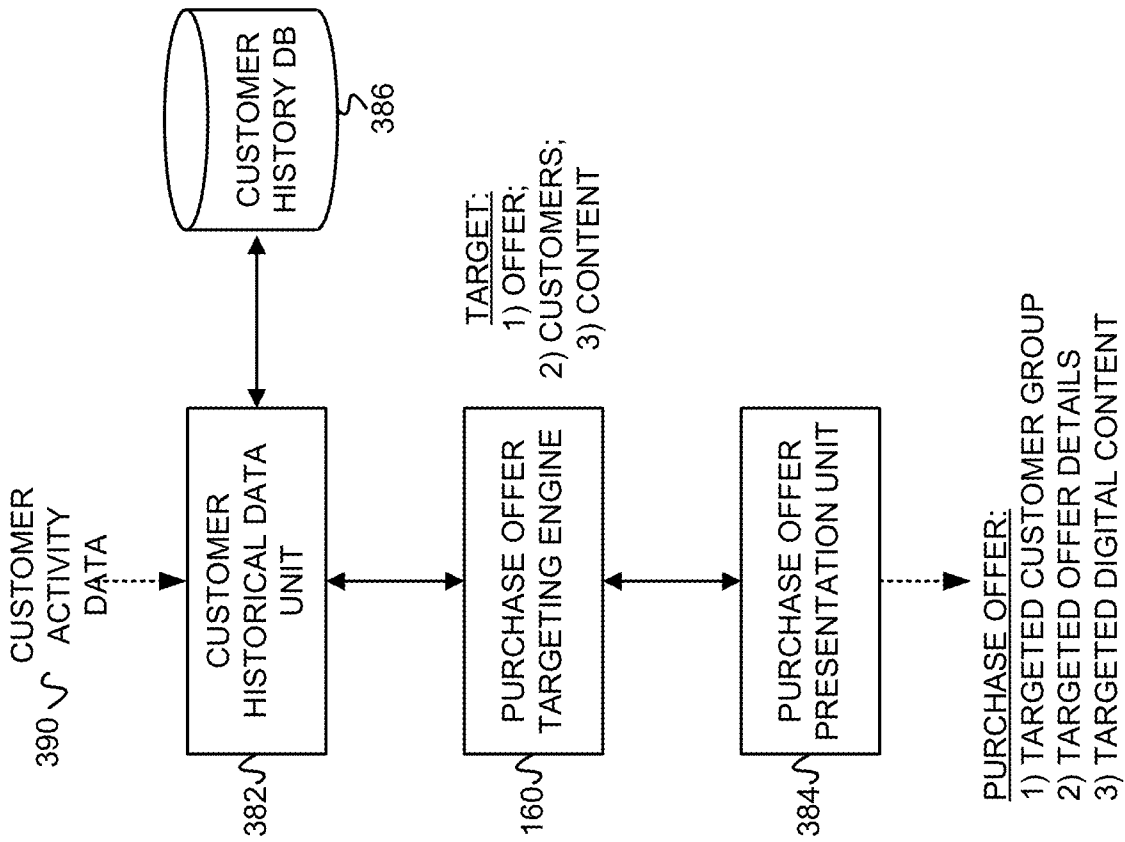 CUSTOMER
ACTIVITY
DATA
390
CUSTOMER
HISTORICAL DATA
UNIT
382
CUSTOMER
HISTORY DB
386
PURCHASE OFFER
TARGETING ENGINE
160
TARGET:
1) OFFER;
2) CUSTOMERS;
3) CONTENT
PURCHASE OFFER
PRESENTATION UNIT
384
PURCHASE OFFER:
1) TARGETED CUSTOMER GROUP
2) TARGETED OFFER DETAILS
3) TARGETED DIGITAL CONTENT